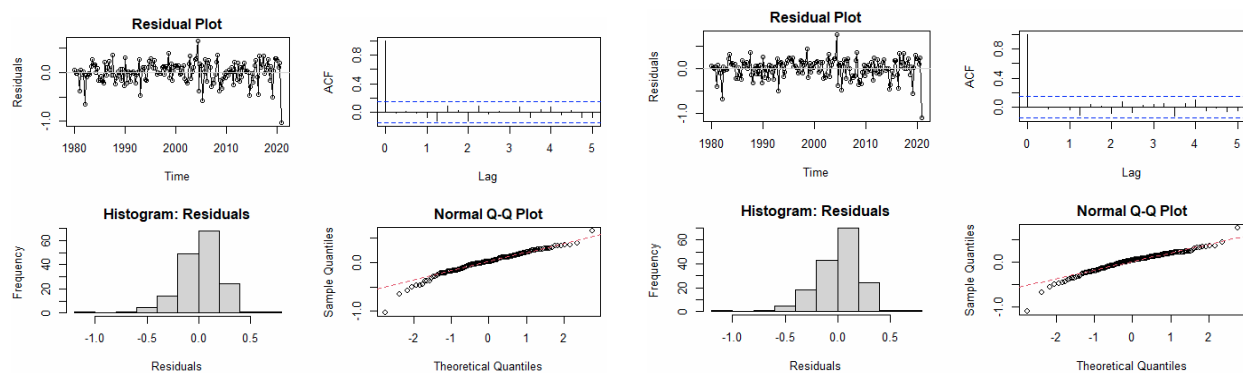 Residual Plot
Residuals
0.0
-1.0
1980 1990 2000 2010 2020
Time
ACF
0.8
0.4
0.0
0 1 2 3 4 5
Lag
Histogram: Residuals
Frequency
60
40
20
0
-1.0 -0.5 0.0 0.5
Residuals
Normal Q-Q Plot
Sample Quantiles
0.0
-1.0
-2 -1 0 1 2
Theoretical Quantiles
Residual Plot
Residuals
0.0
-1.0
1980 1990 2000 2010 2020
Time
ACF
0.8
0.4
0.0
0 1 2 3 4 5
Lag
Histogram: Residuals
Frequency
60
40
20
0
-1.0 -0.5 0.0 0.5
Residuals
Normal Q-Q Plot
Sample Quantiles
0.0
-1.0
-2 -1 0 1 2
Theoretical Quantiles